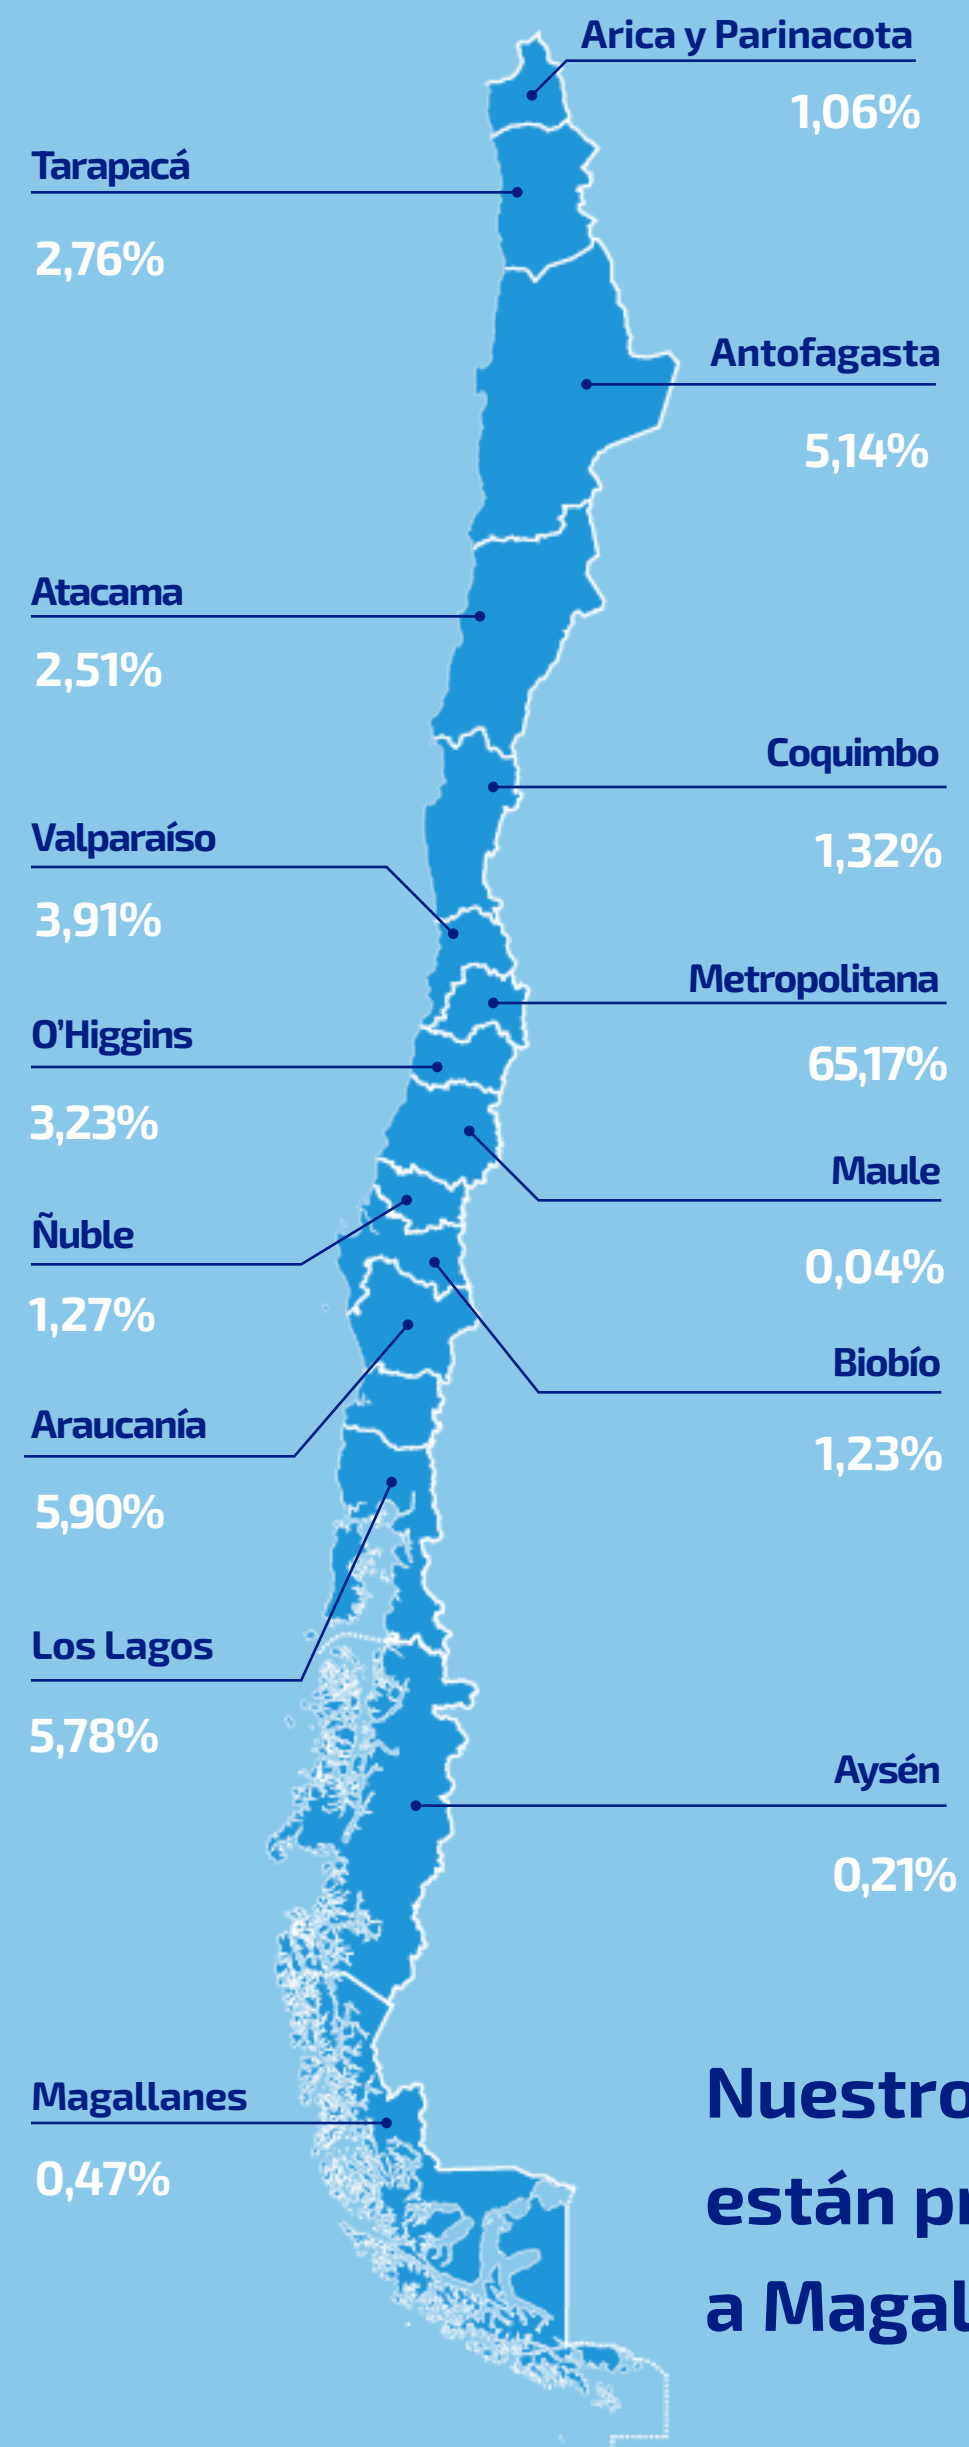 Arica y Parinacota
1,06%
Tarapacá
2,76%
Antofagasta
5,14%
Atacama
2,51%
Coquimbo
1,32%
Valparaíso
3,91%
Metropolitana
65,17%
O’Higgins
3,23%
Maule
0,04%
Ñuble
1,27%
Biobío
1,23%
Araucanía
5,90%
Los Lagos
5,78%
Aysén
0,21%
Magallanes
0,47%
Nuestro
están pr
a Magal